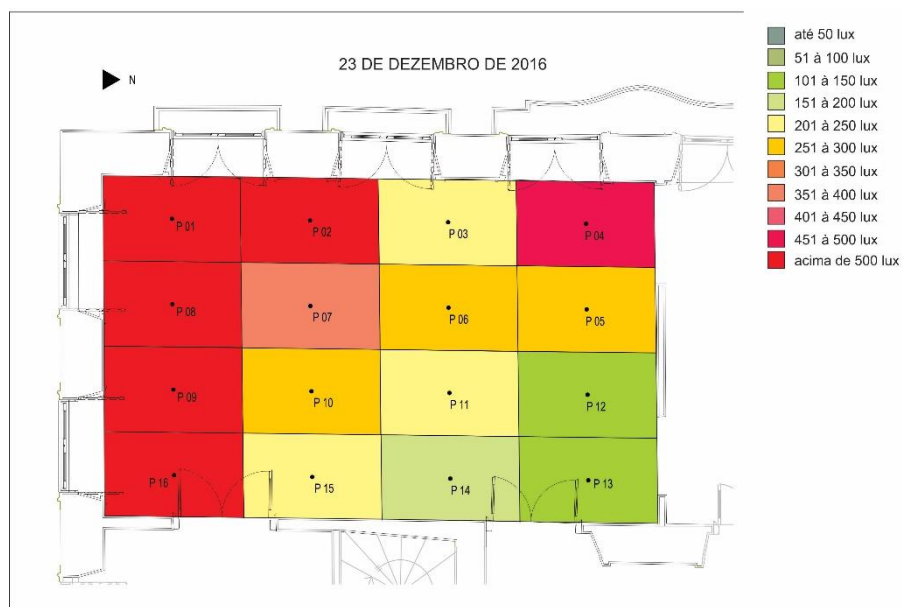 23 DE DEZEMBRO DE 2016
N
até 50 lux
51 à 100 lux
101 à 150 lux
151 à 200 lux
201 à 250 lux
251 à 300 lux
301 à 350 lux
351 à 400 lux
401 à 450 lux
451 à 500 lux
acima de 500 lux
P 01
P 02
P 03
P 04
P 08
P 07
P 06
P 05
P 09
P 10
P 11
P 12
P 16
P 15
P 14
P 13